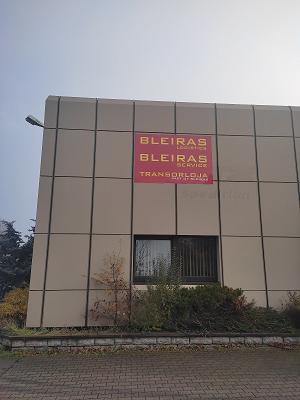 BLEIRAS
LOGISTICS
BLEIRAS
SERVICE
TRANSORLOJA